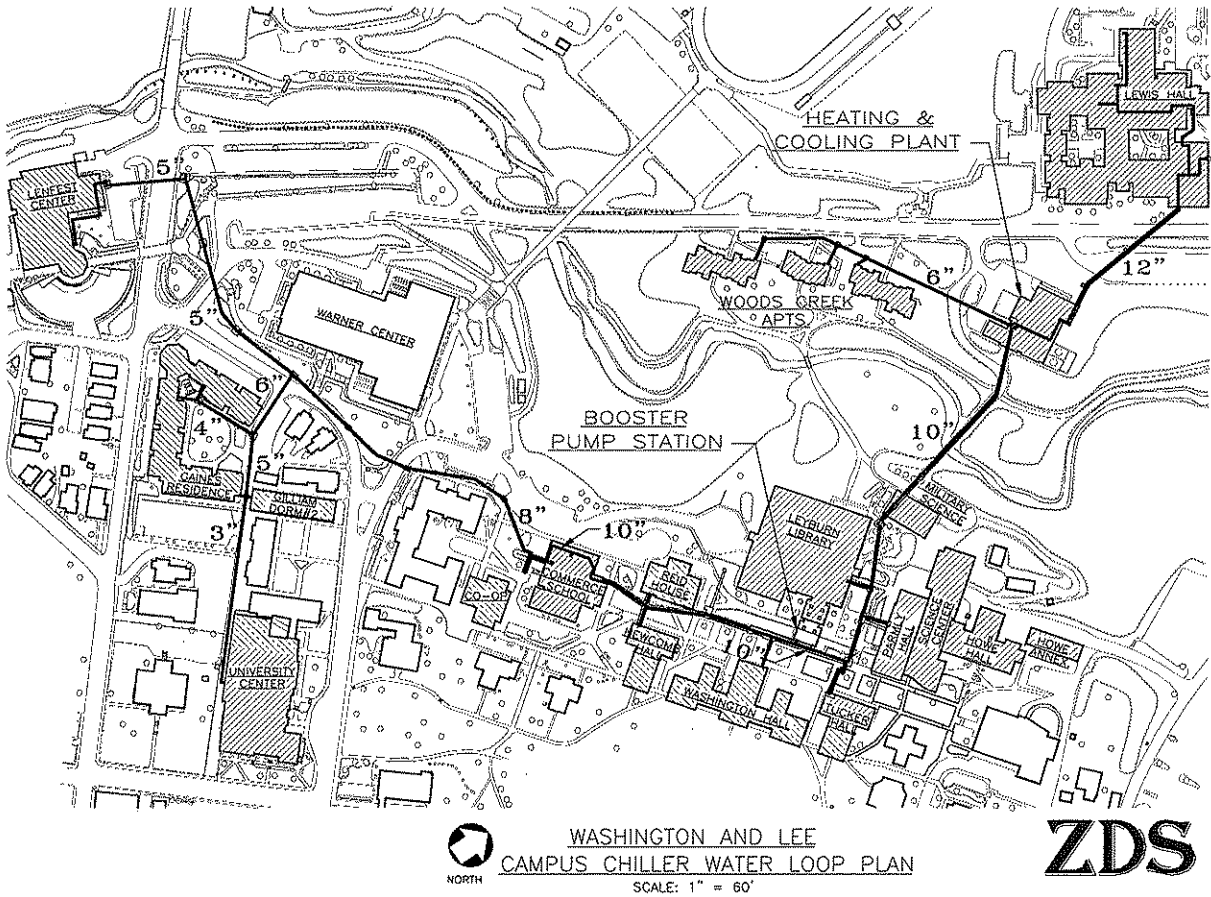 LEWIS HALL
HEATING &
COOLING PLANT
5"
LENFEST
CENTER
12"
6"
WOODS CREEK
APTS
WARNER CENTER
5"
6"
4"
BOOSTER
PUMP STATION
10"
5"
GAINES
RESIDENCE
GILLIAM
DORM#2
MILITARY
SCIENCE
3"
8"
10"
LEYBURN
LIBRARY
COMMERCE
SCHOOL
REID
HOUSE
CO-OP
NEWCOMB
HALL
10"
PARMLY
HALL
SCIENCE
CENTER
HOWE
HALL
HOWE
ANNEX
UNIVERSITY
CENTER
WASHINGTON HALL
TUCKER
HALL
NORTH
WASHINGTON AND LEE
CAMPUS CHILLER WATER LOOP PLAN
SCALE: 1" = 60'
ZDS